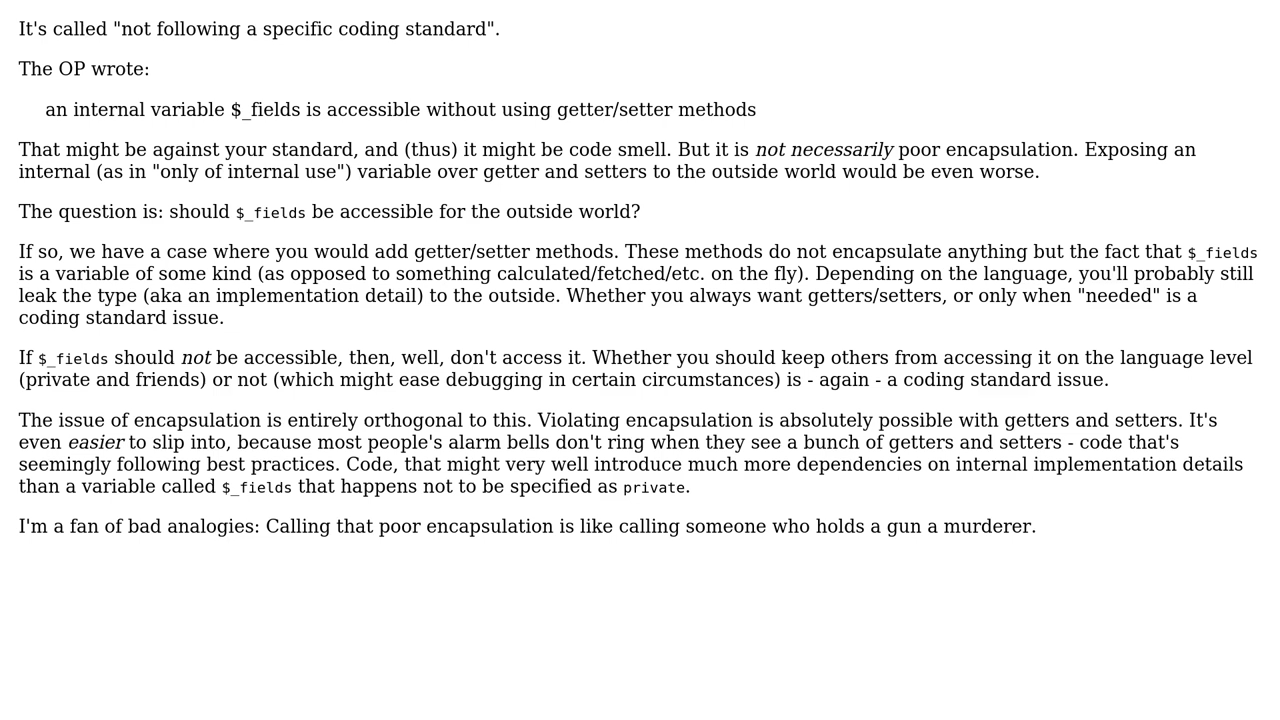 It's called "not following a specific coding standard".
The OP wrote:
an internal variable $_fields is accessible without using getter/setter methods
That might be against your standard, and (thus) it might be code smell. But it is not necessarily poor encapsulation. Exposing an
internal (as in "only of internal use") variable over getter and setters to the outside world would be even worse.
The question is: should $_fields be accessible for the outside world?
If so, we have a case where you would add getter/setter methods. These methods do not encapsulate anything but the fact that $_fields
is a variable of some kind (as opposed to something calculated/fetched/etc. on the fly). Depending on the language, you'll probably still
leak the type (aka an implementation detail) to the outside. Whether you always want getters/setters, or only when "needed" is a
coding standard issue.
If $_fields should not be accessible, then, well, don't access it. Whether you should keep others from accessing it on the language level
(private and friends) or not (which might ease debugging in certain circumstances) is - again - a coding standard issue.
The issue of encapsulation is entirely orthogonal to this. Violating encapsulation is absolutely possible with getters and setters. It's
even easier to slip into, because most people's alarm bells don't ring when they see a bunch of getters and setters - code that's
seemingly following best practices. Code, that might very well introduce much more dependencies on internal implementation details
than a variable called $_fields that happens not to be specified as private.
I'm a fan of bad analogies: Calling that poor encapsulation is like calling someone who holds a gun a murderer.